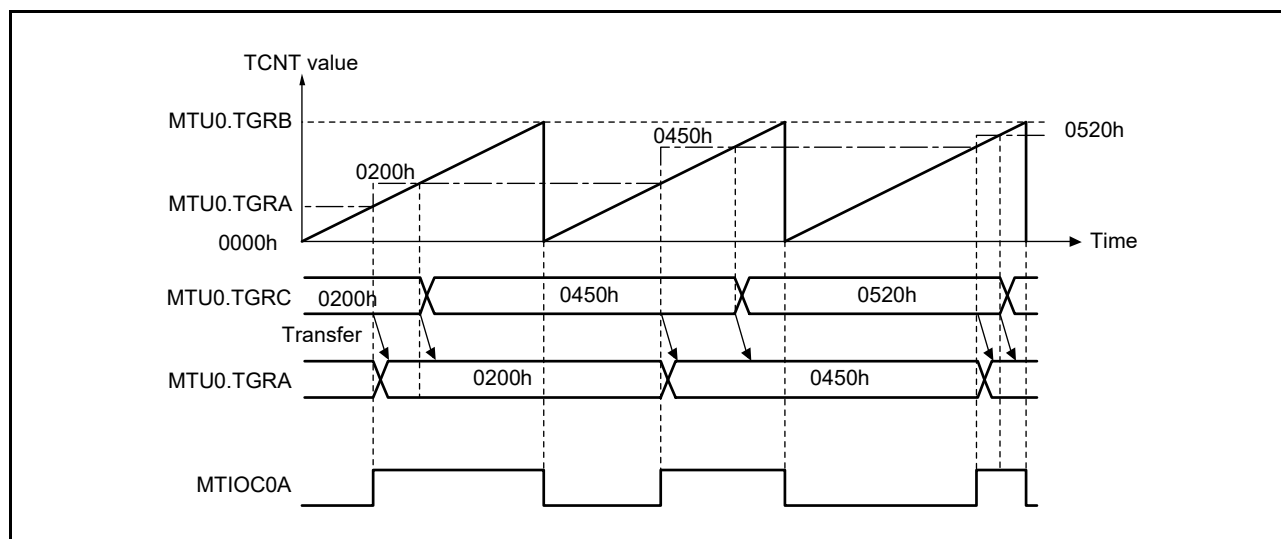 TCNT value
MTU0.TGRB
0520h
0450h
0200h
MTU0.TGRA
0000h
Time
MTU0.TGRC
0200h
0450h
0520h
Transfer
MTU0.TGRA
0200h
0450h
MTIOC0A